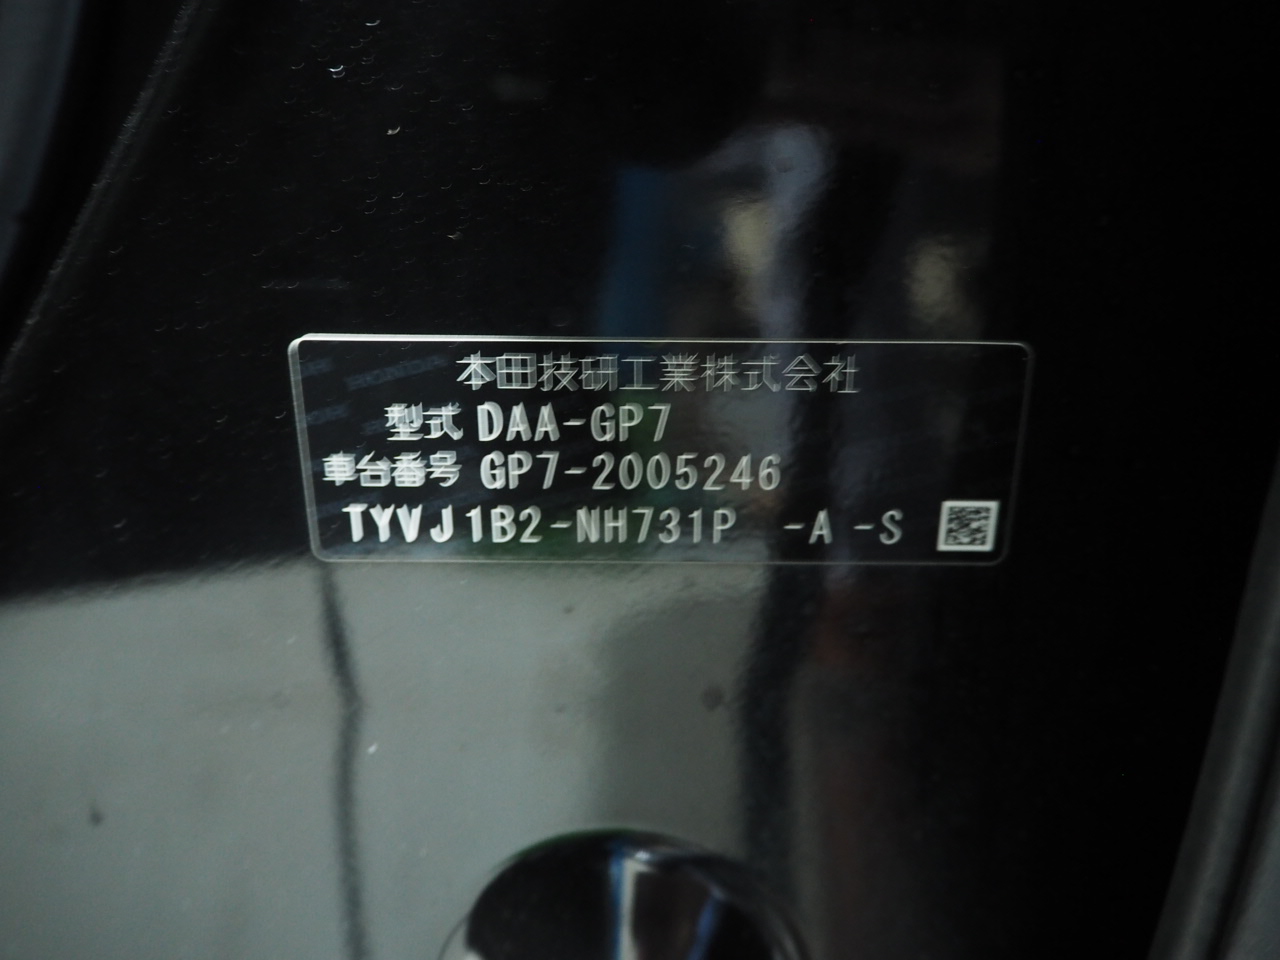 本田技研工業株式会社
型式 DAA-GP7
車台番号 GP7-2005246
TYVJ1B2-NH731P -A -S